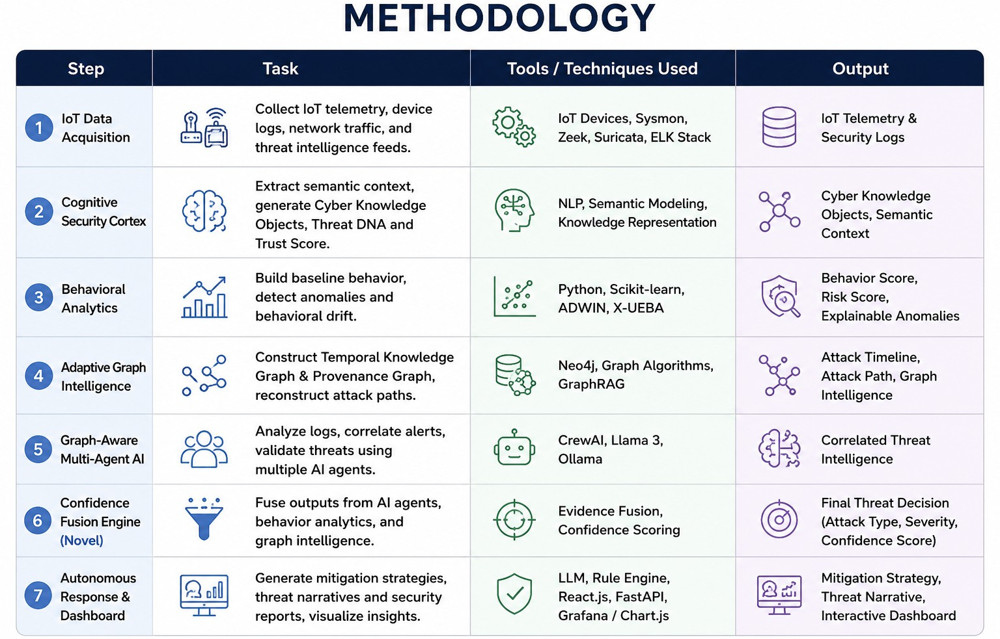 METHODOLOGY
Step
Task
Tools / Techniques Used
Output
1
IoT Data
Acquisition
Collect IoT telemetry, device
logs, network traffic, and
threat intelligence feeds.
IoT Devices, Sysmon,
Zeek, Suricata, ELK Stack
IoT Telemetry &
Security Logs
2
Cognitive
Security Cortex
Extract semantic context,
generate Cyber Knowledge
Objects, Threat DNA and
Trust Score.
NLP, Semantic Modeling,
Knowledge Representation
Cyber Knowledge
Objects, Semantic
Context
3
Behavioral
Analytics
Build baseline behavior,
detect anomalies and
behavioral drift.
Python, Scikit-learn,
ADWIN, X-UEBA
Behavior Score,
Risk Score,
Explainable Anomalies
4
Adaptive Graph
Intelligence
Construct Temporal Knowledge
Graph & Provenance Graph,
reconstruct attack paths.
Neo4j, Graph Algorithms,
GraphRAG
Attack Timeline,
Attack Path, Graph
Intelligence
5
Graph-Aware
Multi-Agent AI
Analyze logs, correlate alerts,
validate threats using
multiple AI agents.
CrewAI, Llama 3,
Ollama
Correlated Threat
Intelligence
6
Confidence
Fusion Engine
(Novel)
Fuse outputs from AI agents,
behavior analytics, and
graph intelligence.
Evidence Fusion,
Confidence Scoring
Final Threat Decision
(Attack Type, Severity,
Confidence Score)
7
Autonomous
Response &
Dashboard
Generate mitigation strategies,
threat narratives and security
reports, visualize insights.
LLM, Rule Engine,
React.js, FastAPI,
Grafana / Chart.js
Mitigation Strategy,
Threat Narrative,
Interactive Dashboard